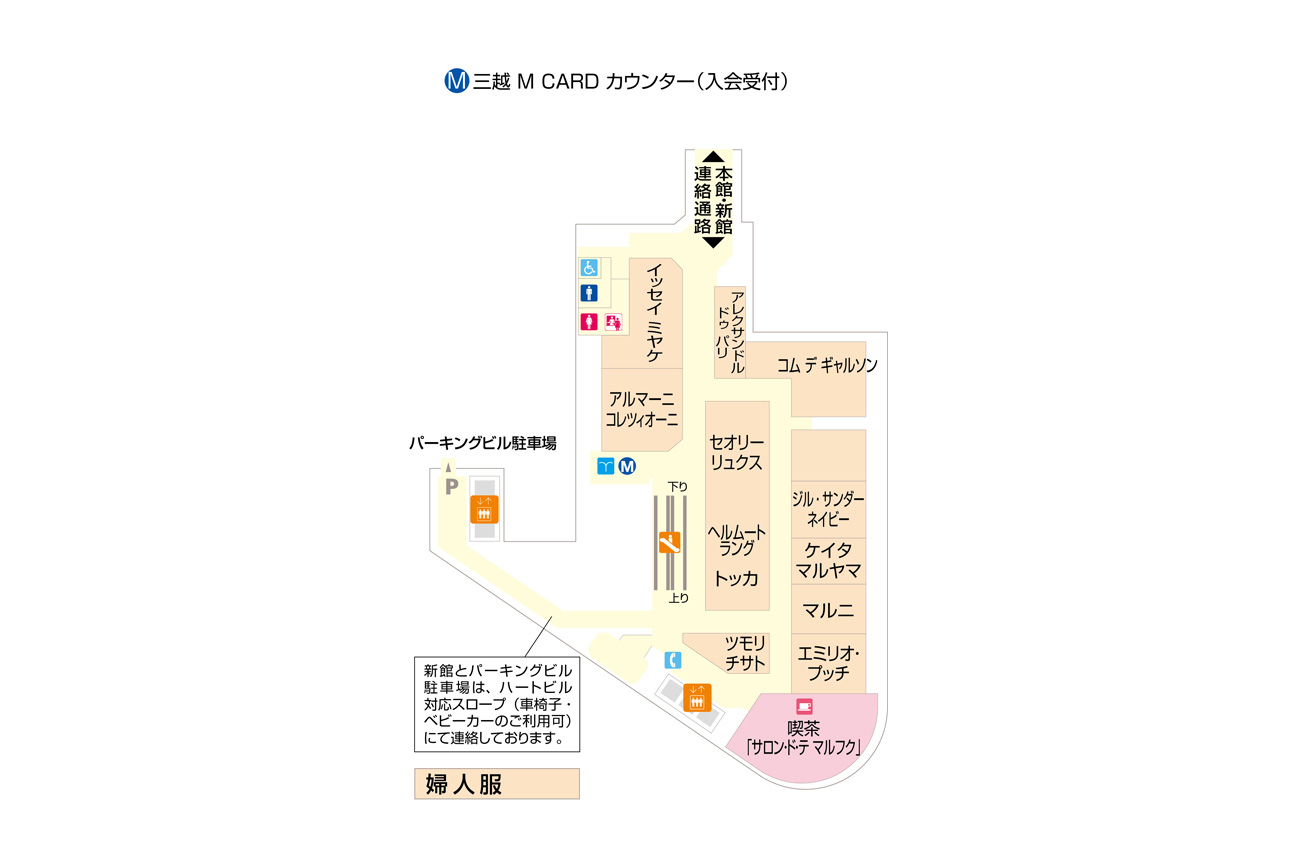 M 三越 M CARD カウンター（入会受付）
本館・新館
連絡通路
イッセイ ミヤケ
アレクサンドル
ドゥ パリ
コム デ ギャルソン
アルマーニ
コレツィオーニ
パーキングビル駐車場
P
M
セオリー
リュクス
下り
ジル・サンダー
ネイビー
ヘルムート
ラング
ケイタ
マルヤマ
トッカ
上り
マルニ
ツモリ
チサト
エミリオ・
プッチ
新館とパーキングビル
駐車場は、ハートビル
対応スロープ（車椅子・
ベビーカーのご利用可）
にて連絡しております。
喫茶
「サロン・ド・テ マルフク」
婦人服